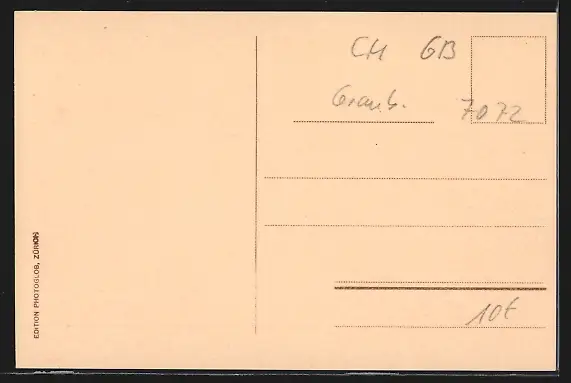 CH GB
Graub.
7072
10€
EDITION PHOTOGLOB, ZÜRICH